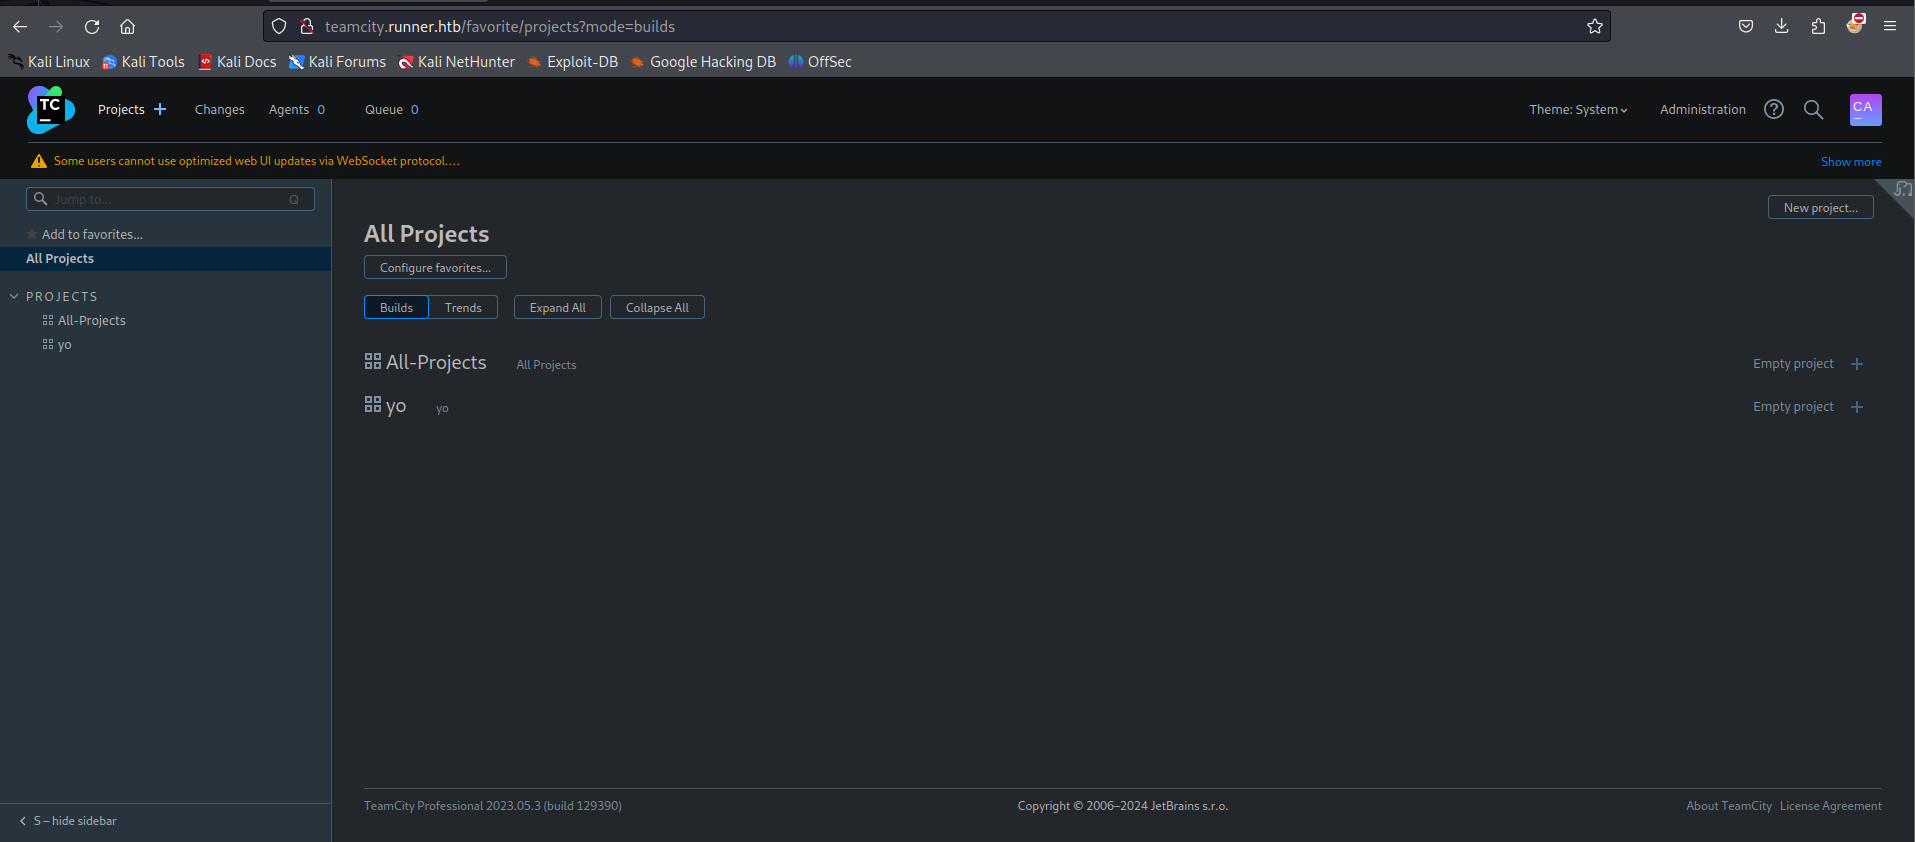 teamcity.runner.htb/favorite/projects?mode=builds
Kali Linux Kali Tools Kali Docs Kali Forums Kali NetHunter Exploit-DB Google Hacking DB OffSec
TC Projects + Changes Agents 0 Queue 0 Theme: System Administration ? CA
Some users cannot use optimized web UI updates via WebSocket protocol.... Show more
Jump to... Q
New project...
Add to favorites...
All Projects
All Projects
Configure favorites...
PROJECTS
Builds Trends Expand All Collapse All
All-Projects
yo
All-Projects All Projects Empty project +
yo yo Empty project +
TeamCity Professional 2023.05.3 (build 129390) Copyright © 2006–2024 JetBrains s.r.o. About TeamCity License Agreement
S – hide sidebar